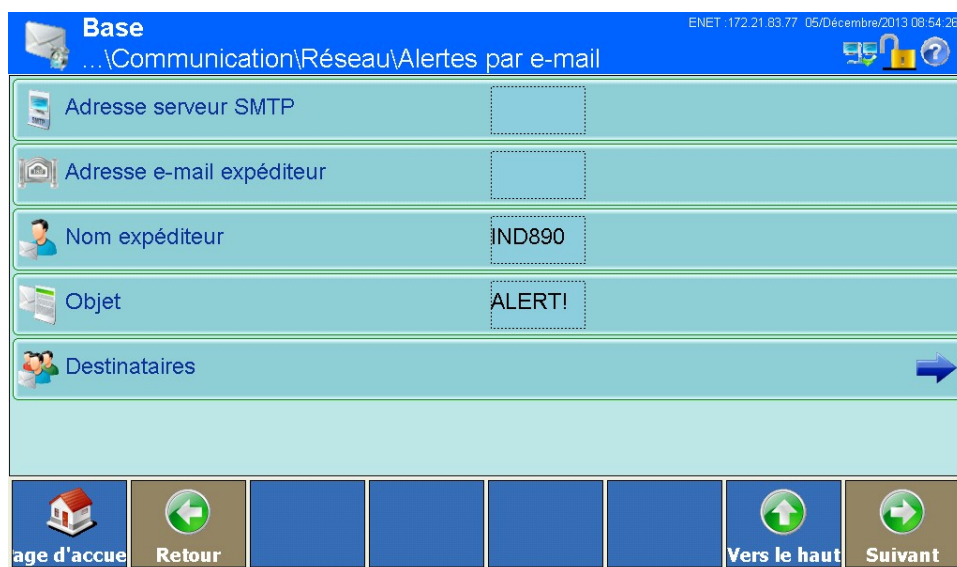 Base
ENET :172.21.83.77 05/Décembre/2013 08:54:26
...\Communication\Réseau\Alertes par e-mail
Adresse serveur SMTP
Adresse e-mail expéditeur
Nom expéditeur IND890
Objet ALERT!
Destinataires
age d'accue Retour Vers le haut Suivant